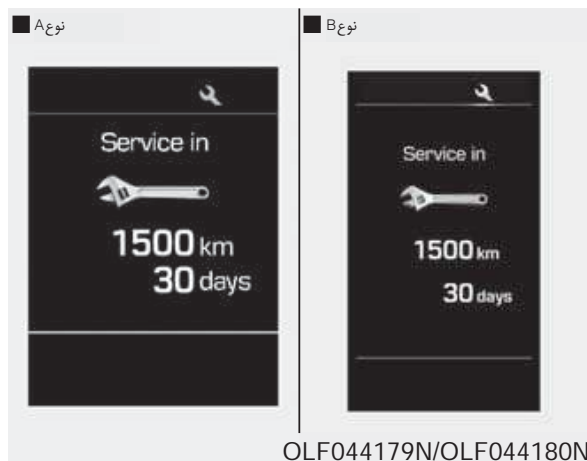 ■ نوعA
Service in
1500 km
30 days
■ نوعB
Service in
1500 km
30 days
OLF044179N/OLF044180N